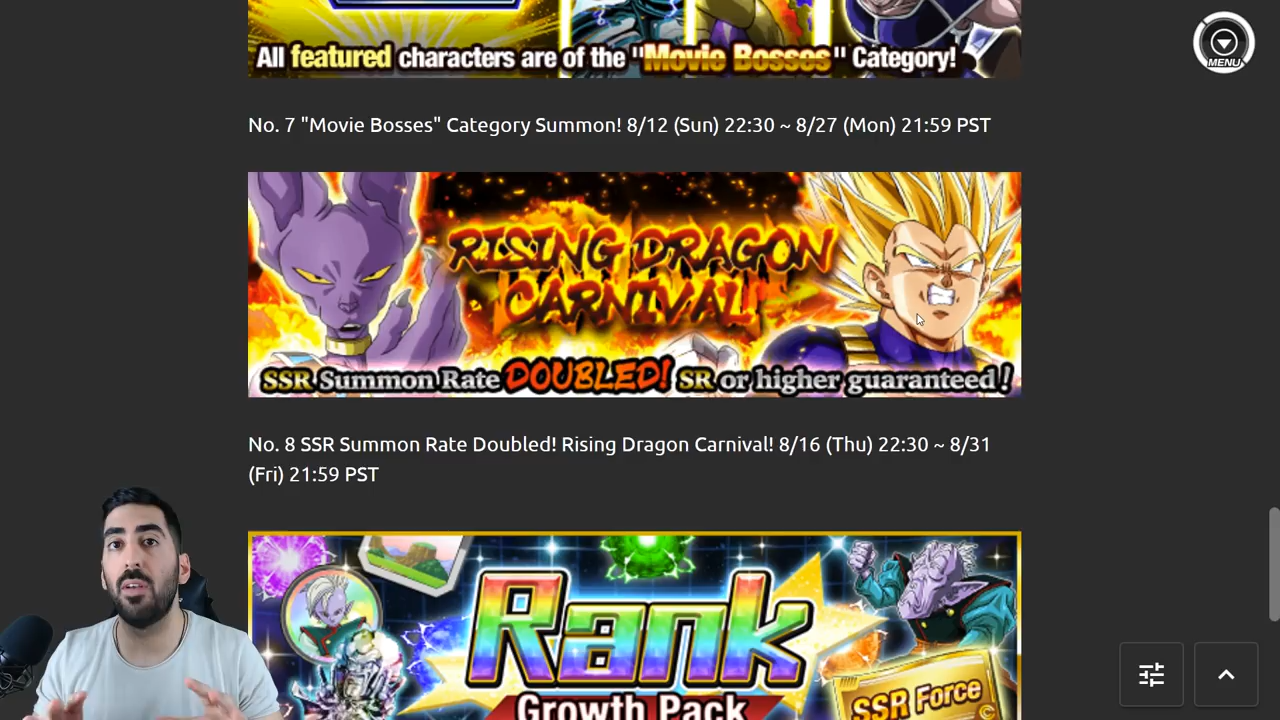 All featured characters are of the "Movie Bosses" Category!
MENU
No. 7 "Movie Bosses" Category Summon! 8/12 (Sun) 22:30 ~ 8/27 (Mon) 21:59 PST
RISING DRAGON
CARNIVAL!
SSR Summon Rate DOUBLED! SR or higher guaranteed!
No. 8 SSR Summon Rate Doubled! Rising Dragon Carnival! 8/16 (Thu) 22:30 ~ 8/31
(Fri) 21:59 PST
Rank
Growth Pack
SSR Force